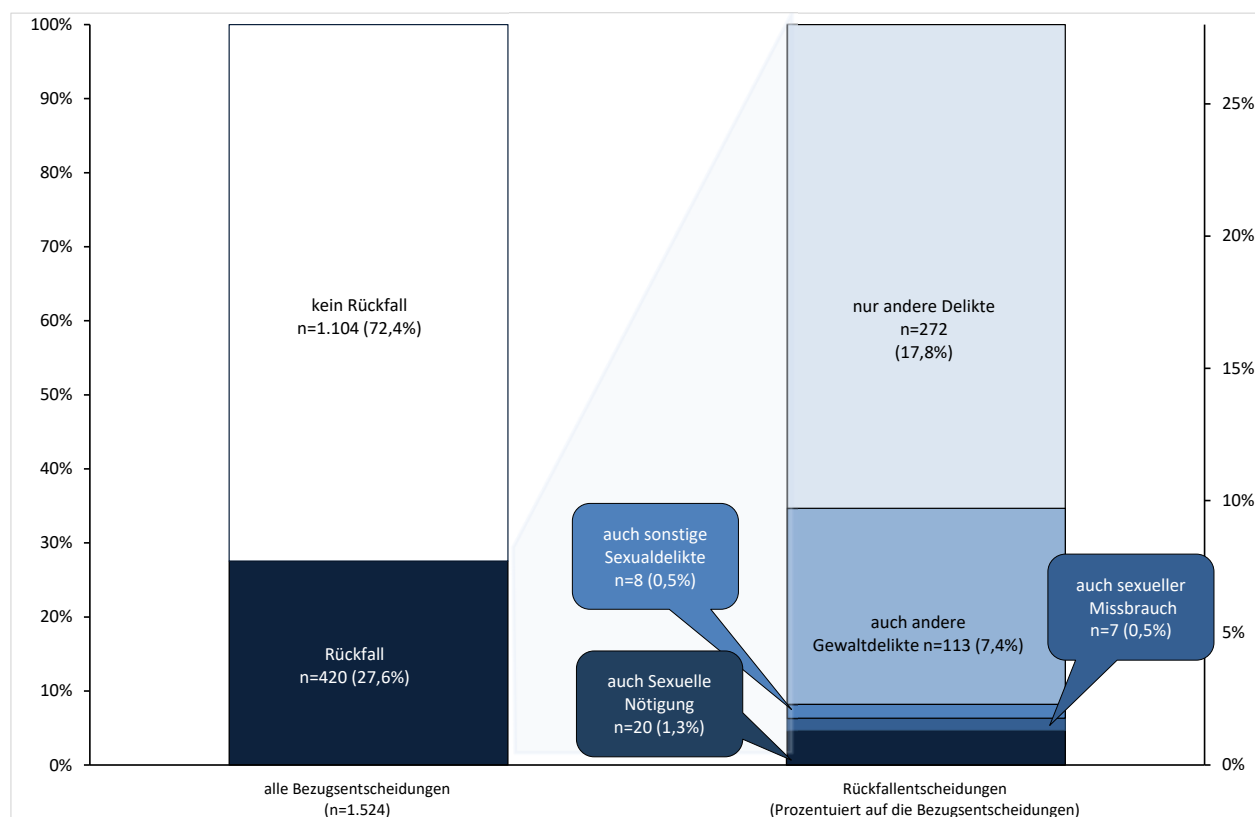 100%
90%
80%
70%
60%
50%
40%
30%
20%
10%
0%
kein Rückfall
n=1.104 (72,4%)
Rückfall
n=420 (27,6%)
alle Bezugsentscheidungen
(n=1.524)
nur andere Delikte
n=272
(17,8%)
auch sonstige
Sexualdelikte
n=8 (0,5%)
auch sexueller
Missbrauch
n=7 (0,5%)
auch andere
Gewaltdelikte n=113 (7,4%)
auch Sexuelle
Nötigung
n=20 (1,3%)
Rückfallentscheidungen
(Prozentuiert auf die Bezugsentscheidungen)
25%
20%
15%
10%
5%
0%